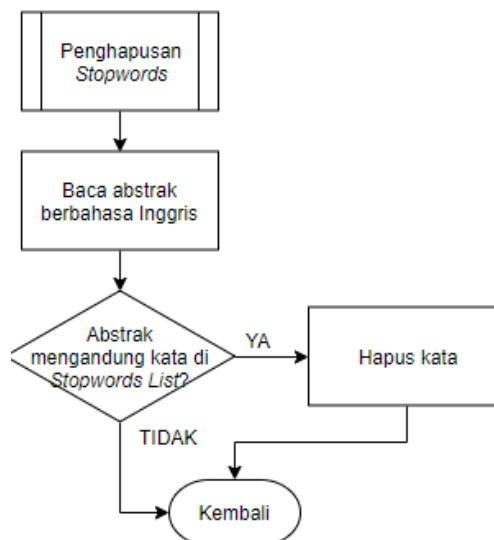 Penghapusan
Stopwords
Baca abstrak
berbahasa Inggris
Abstrak
mengandung kata di
Stopwords List?
YA
Hapus kata
TIDAK
Kembali